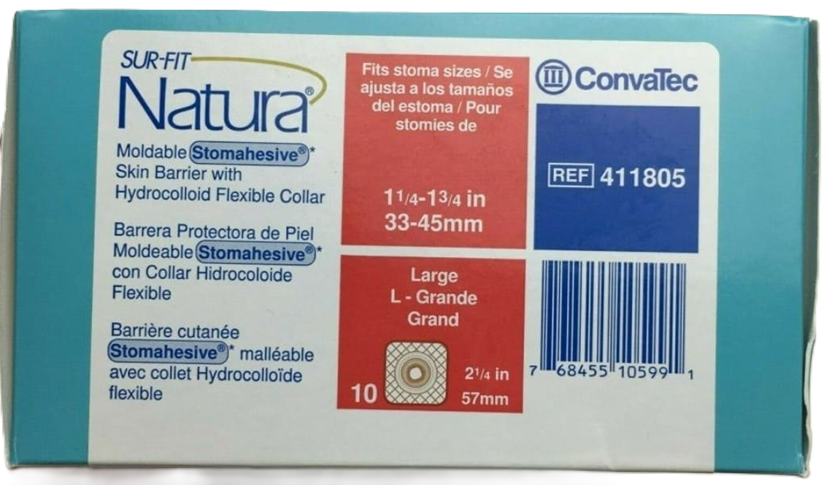 SUR-FIT
Natura®
Moldable Stomahesive®*
Skin Barrier with
Hydrocolloid Flexible Collar
Barrera Protectora de Piel
Moldeable Stomahesive®*
con Collar Hidrocoloide
Flexible
Barrière cutanée
Stomahesive®* malléable
avec collet Hydrocolloïde
flexible
Fits stoma sizes / Se
ajusta a los tamaños
del estoma / Pour
stomies de
1 1/4-1 3/4 in
33-45mm
Large
L - Grande
Grand
10
2 1/4 in
57mm
ConvaTec
REF 411805
7 68455 10599 1